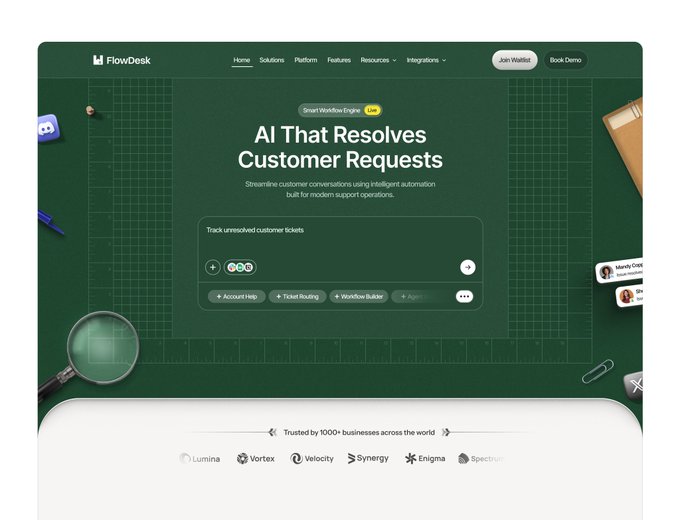 FlowDesk
Home Solutions Platform Features Resources Integrations
Join Waitlist Book Demo
Smart Workflow Engine Live
AI That Resolves
Customer Requests
Streamline customer conversations using intelligent automation
built for modern support operations.
Track unresolved customer tickets
+ Account Help + Ticket Routing + Workflow Builder
Mandy
Issue
Trusted by 1000+ businesses across the world
Lumina Vortex Velocity Synergy Enigma Spectrum